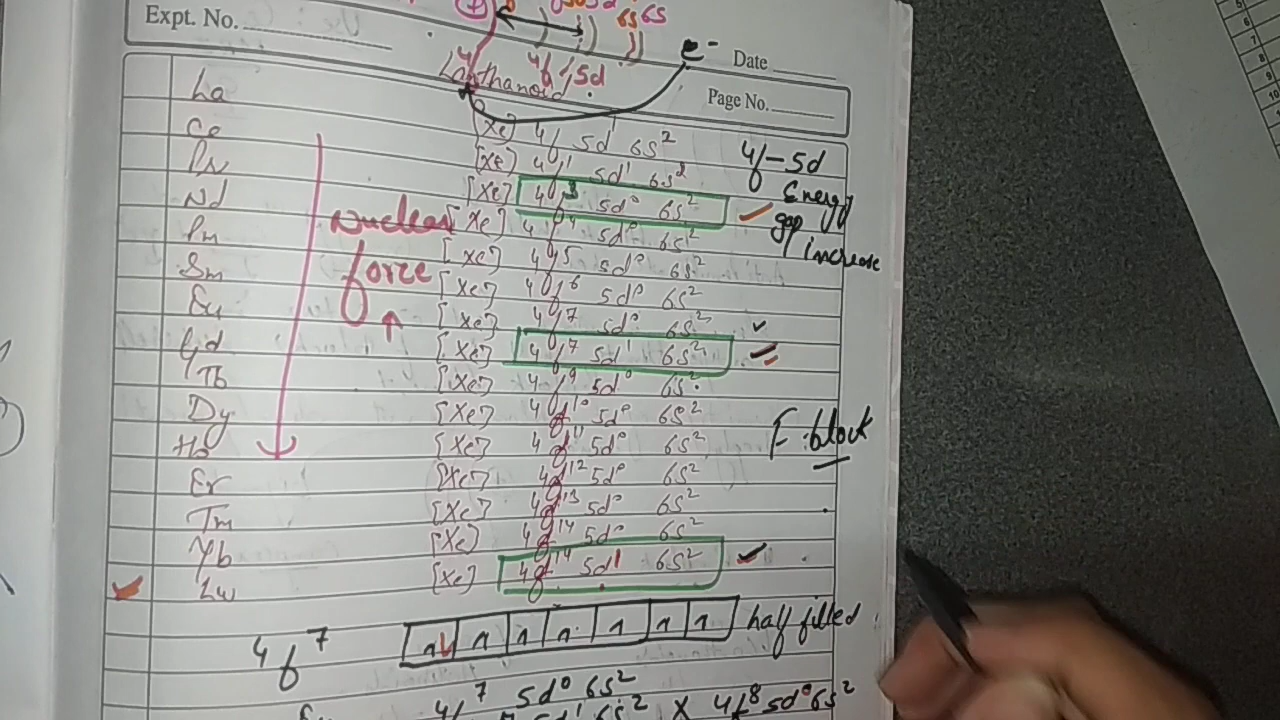 6s 6s
Expt. No.
4f 5d
e-
Date
Lanthanoid
Page No.
La [Xe] 4f 5d1 6s2
Ce [Xe] 4f1 5d1 6s2
[Xe] 4f3 5d0 6s2
Nd [Xe] 4f4 5d0 6s2
Pm [Xe] 4f5 5d0 6s2
Sm [Xe] 4f6 5d0 6s2
Eu [Xe] 4f7 5d0 6s2
Gd [Xe] 4f7 5d1 6s2
Tb [Xe] 4f9 5d0 6s2
Dy [Xe] 4f10 5d0 6s2
Ho [Xe] 4f11 5d0 6s2
Er [Xe] 4f12 5d0 6s2
Tm [Xe] 4f13 5d0 6s2
Yb [Xe] 4f14 5d0 6s2
Lw [Xe] 4f14 5d1 6s2
Nuclear
force ↑
4f-5d
Energy
gap
increase
F-block
4f7 half filled
4f7 5d0 6s2
5d1 6s2 X 4f8 5d0 6s2